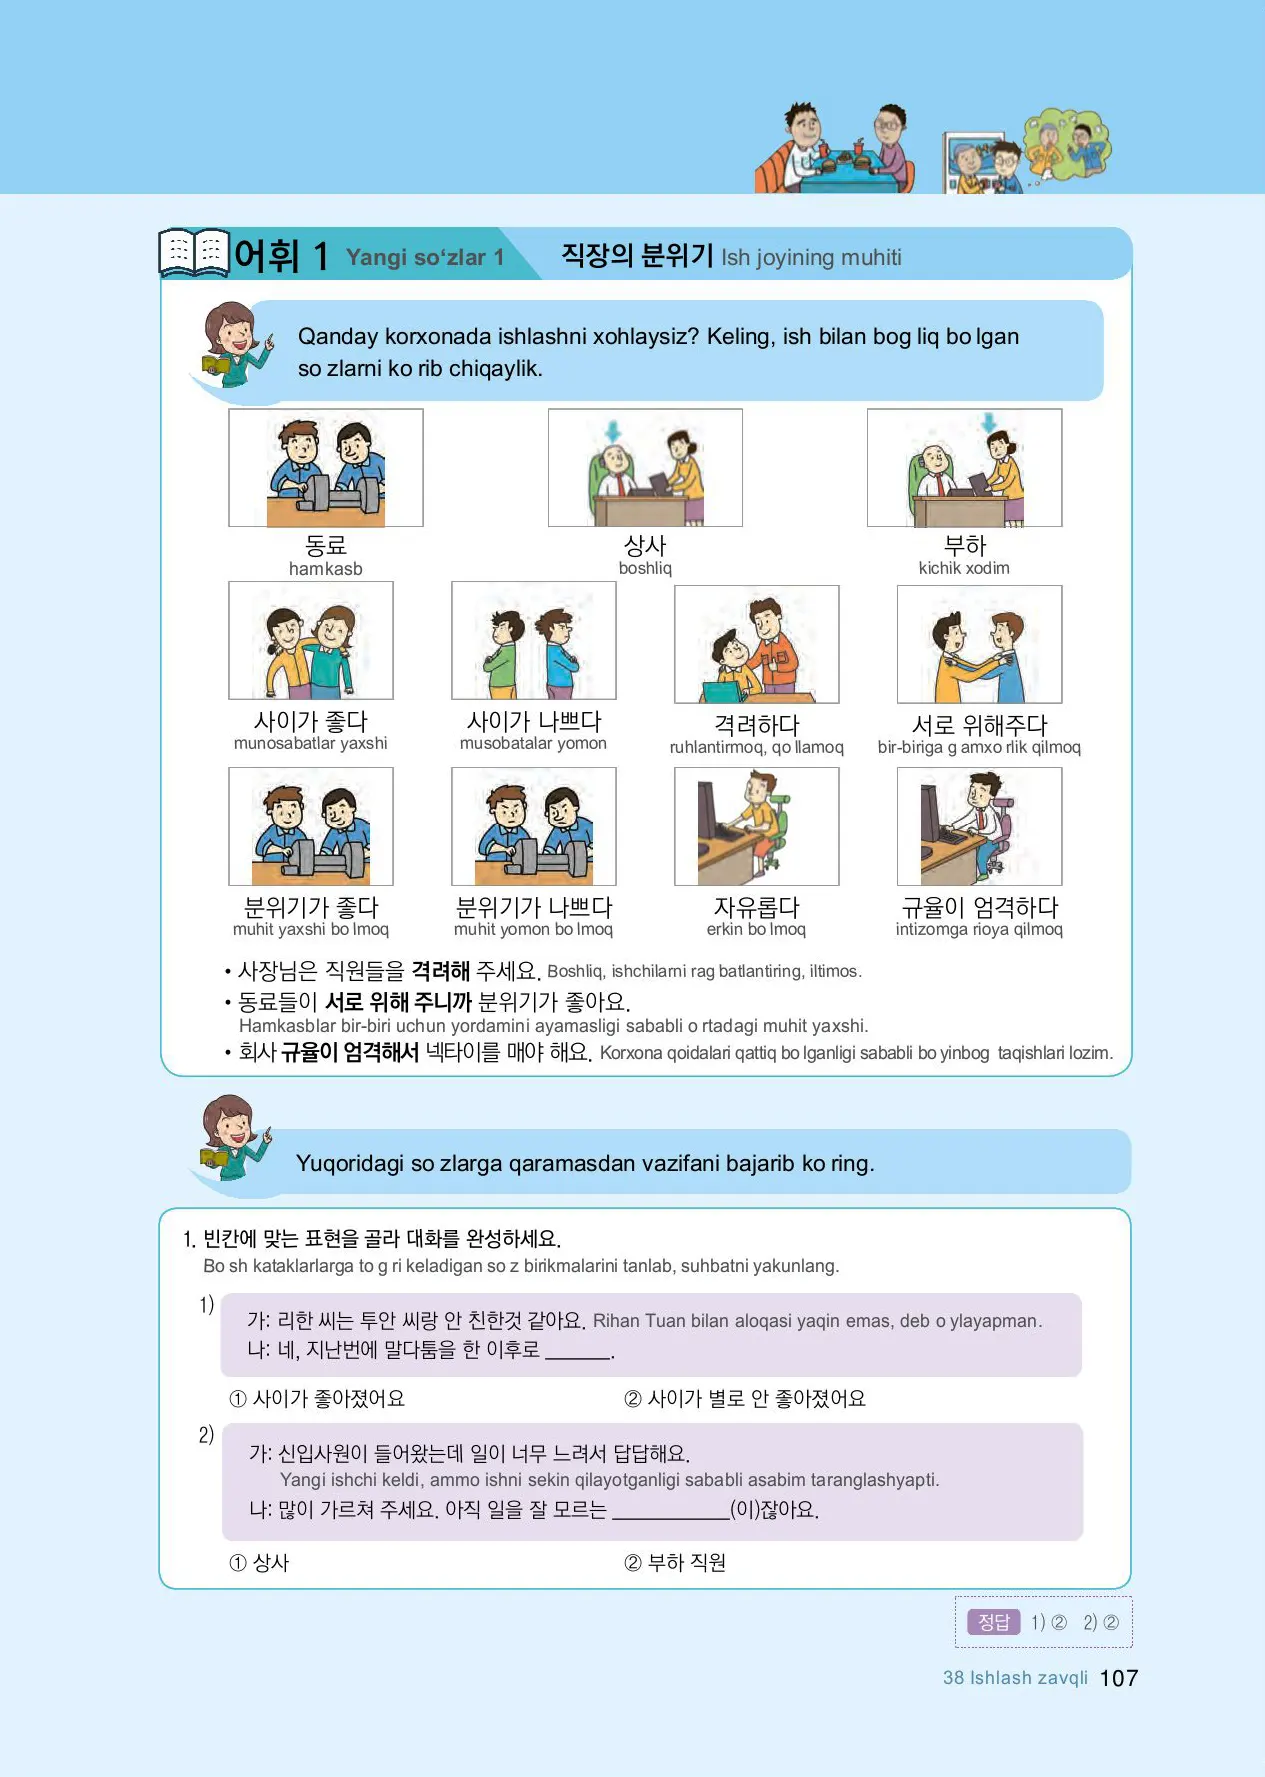 어휘 1 Yangi so‘zlar 1 직장의 분위기 Ish joyining muhiti
Qanday korxonada ishlashni xohlaysiz? Keling, ish bilan bog liq bo lgan
so zlarni ko rib chiqaylik.
동료 상사 부하
hamkasb boshliq kichik xodim
사이가 좋다 사이가 나쁘다 격려하다 서로 위해주다
munosabatlar yaxshi musobatalar yomon ruhlantirmoq, qo llamoq bir-biriga g amxo rlik qilmoq
분위기가 좋다 분위기가 나쁘다 자유롭다 규율이 엄격하다
muhit yaxshi bo lmoq muhit yomon bo lmoq erkin bo lmoq intizomga rioya qilmoq
• 사장님은 직원들을 격려해 주세요. Boshliq, ishchilarni rag batlantiring, iltimos.
• 동료들이 서로 위해 주니까 분위기가 좋아요.
Hamkasblar bir-biri uchun yordamini ayamasligi sababli o rtadagi muhit yaxshi.
• 회사 규율이 엄격해서 넥타이를 매야 해요. Korxona qoidalari qattiq bo lganligi sababli bo yinbog taqishlari lozim.
Yuqoridagi so zlarga qaramasdan vazifani bajarib ko ring.
1. 빈칸에 맞는 표현을 골라 대화를 완성하세요.
Bo sh kataklarlarga to g ri keladigan so z birikmalarini tanlab, suhbatni yakunlang.
1)
가: 리한 씨는 투안 씨랑 안 친한것 같아요. Rihan Tuan bilan aloqasi yaqin emas, deb o ylayapman.
나: 네, 지난번에 말다툼을 한 이후로 ______.
① 사이가 좋아졌어요 ② 사이가 별로 안 좋아졌어요
2)
가: 신입사원이 들어왔는데 일이 너무 느려서 답답해요.
Yangi ishchi keldi, ammo ishni sekin qilayotganligi sababli asabim taranglashyapti.
나: 많이 가르쳐 주세요. 아직 일을 잘 모르는 ___________(이)잖아요.
① 상사 ② 부하 직원
정답 1) ② 2) ②
38 Ishlash zavqli 107